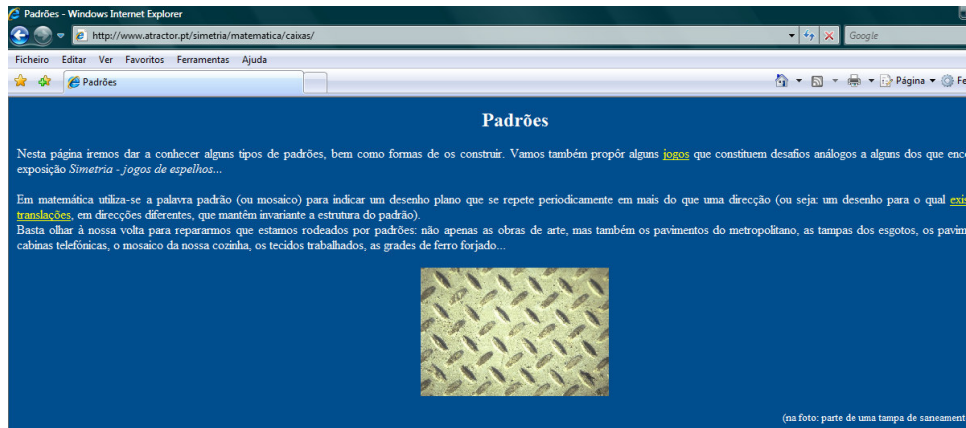 Padrões - Windows Internet Explorer
http://www.atractor.pt/simetria/matematica/caixas/
Google
Ficheiro Editar Ver Favoritos Ferramentas Ajuda
Padrões
Página
Padrões
Nesta página iremos dar a conhecer alguns tipos de padrões, bem como formas de os construir. Vamos também propôr alguns jogos que constituem desafios análogos a alguns dos que
exposição Simetria - jogos de espelhos...
Em matemática utiliza-se a palavra padrão (ou mosaico) para indicar um desenho plano que se repete periodicamente em mais do que uma direcção (ou seja: um desenho para o qual
translações, em direcções diferentes, que mantêm invariante a estrutura do padrão).
Basta olhar à nossa volta para repararmos que estamos rodeados por padrões: não apenas as obras de arte, mas também os pavimentos do metropolitano, as tampas dos esgotos, os
cabinas telefónicas, o mosaico da nossa cozinha, os tecidos trabalhados, as grades de ferro forjado...
(na foto: parte de uma tampa de